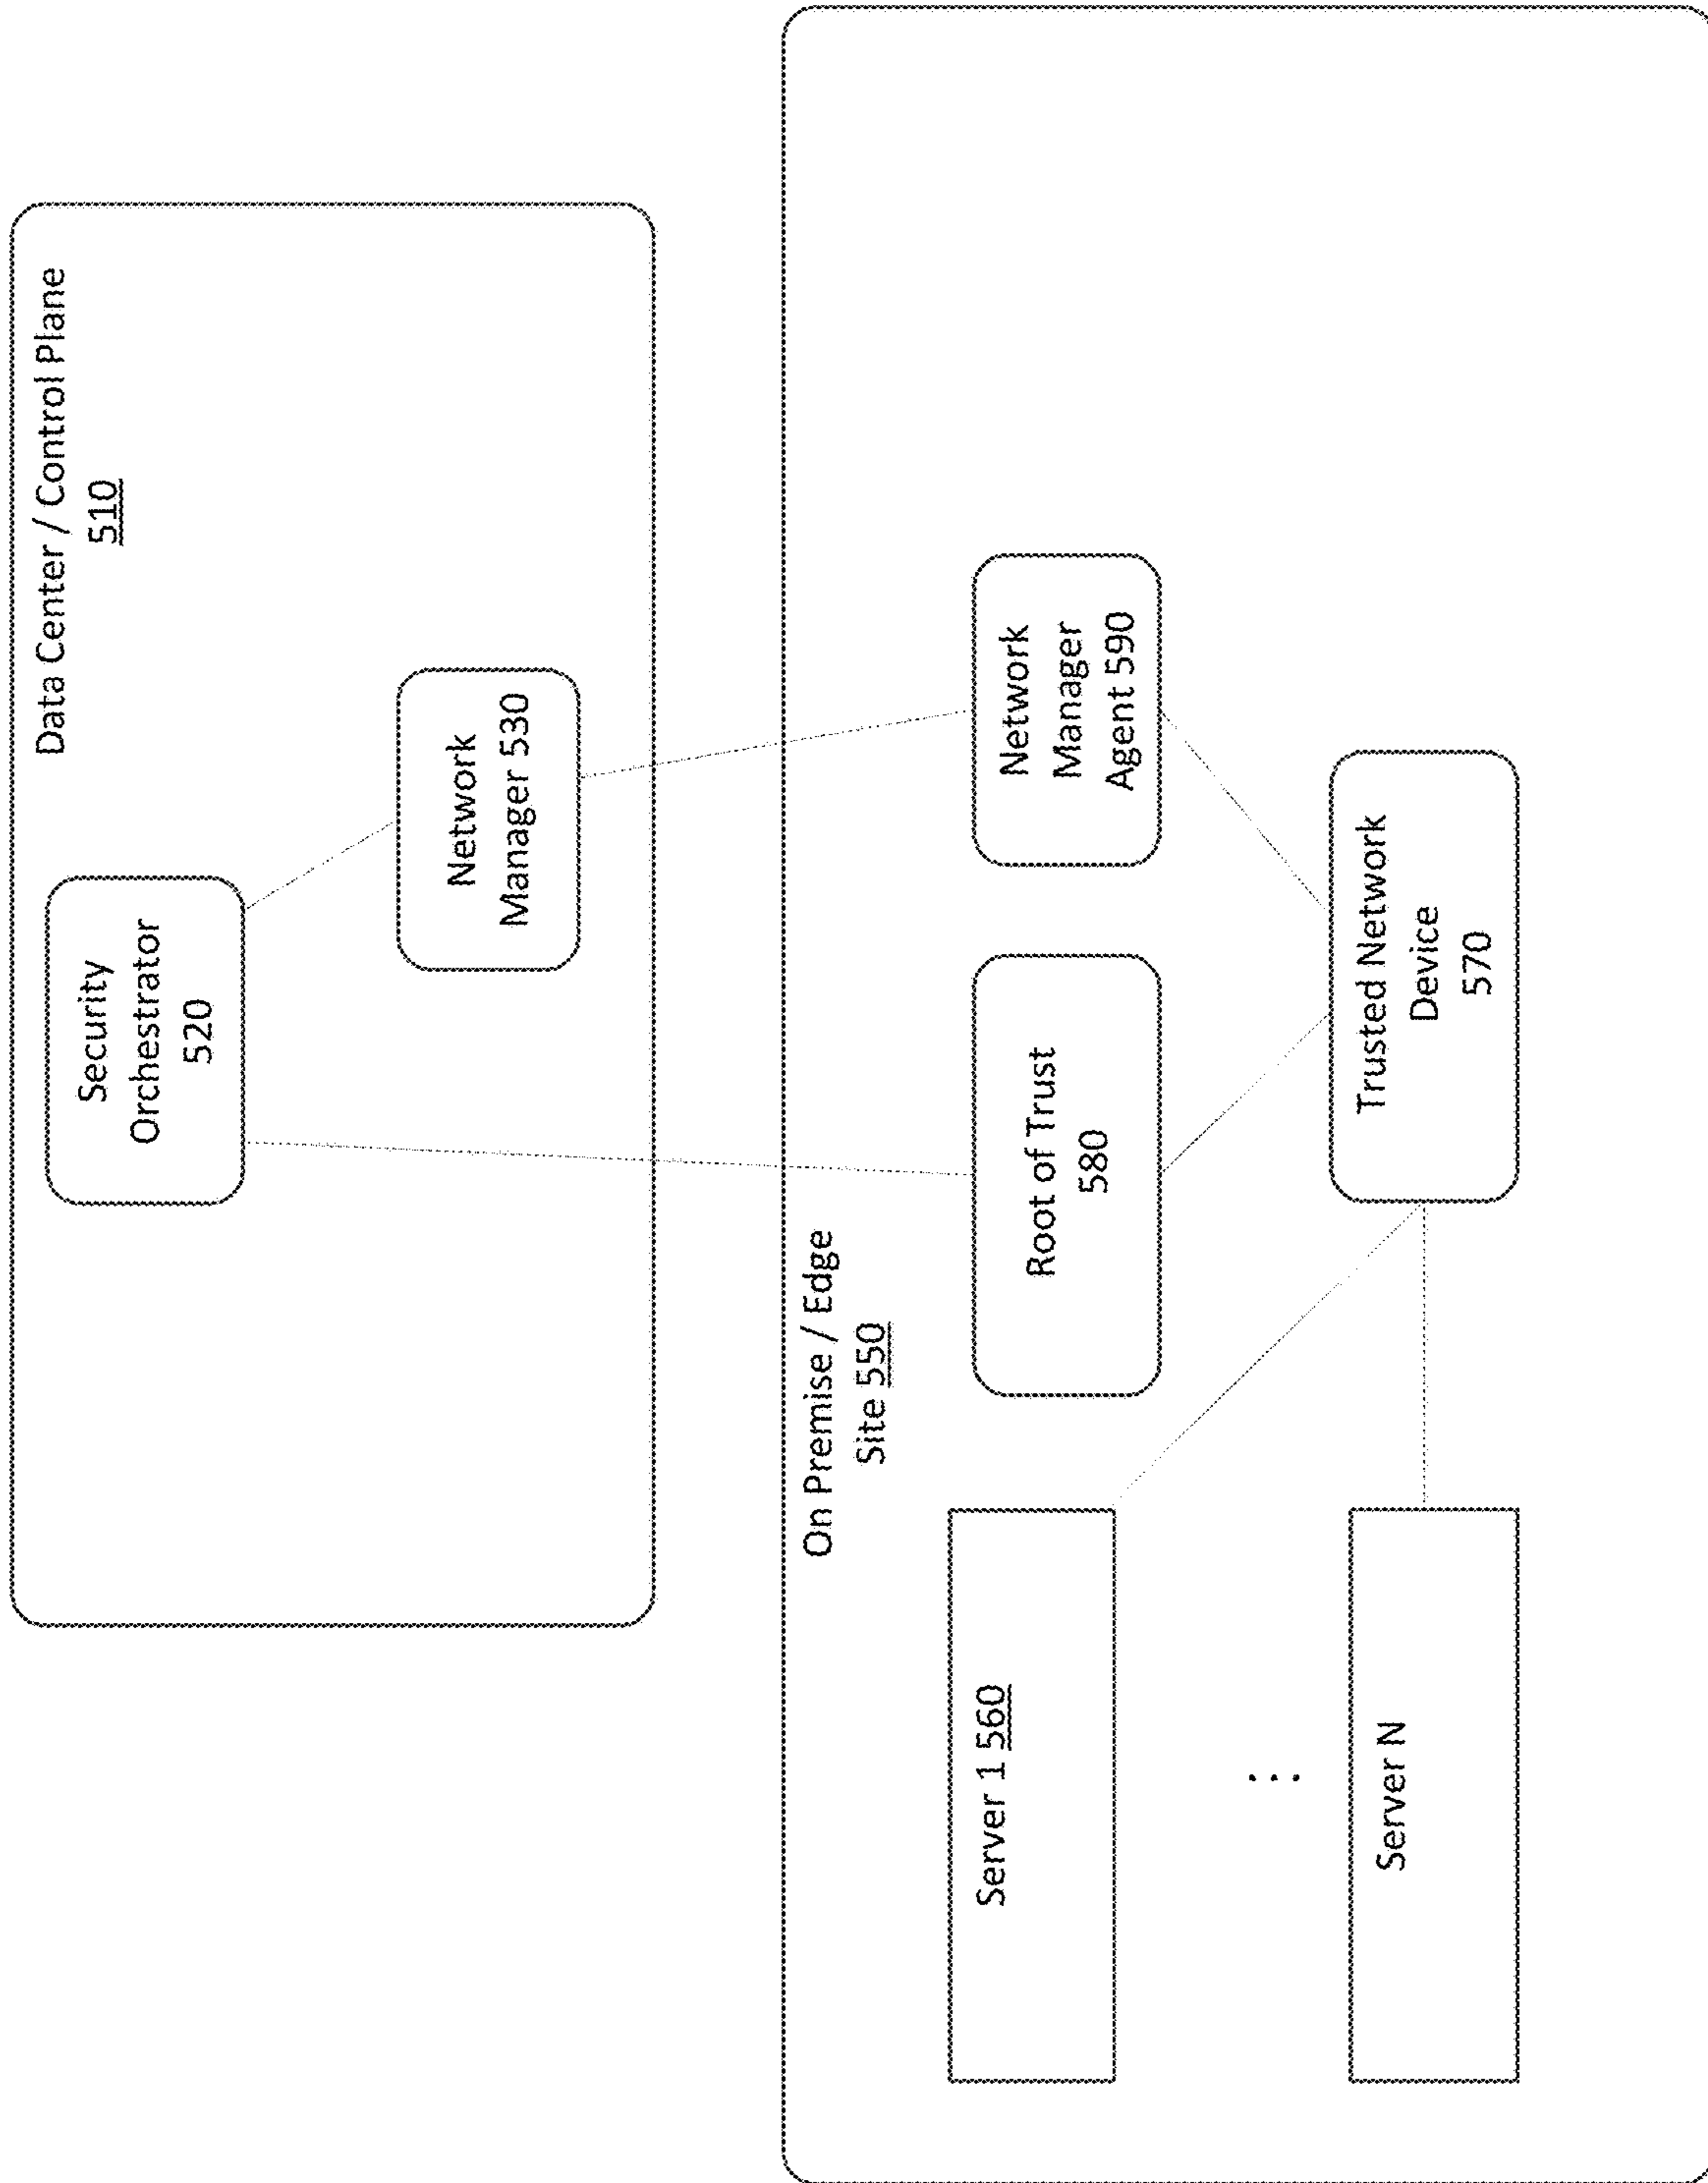 Data Center / Control Plane
510
Security
Orchestrator
520
Network
Manager 530
On Premise / Edge
Site 550
Server 1 560
...
Server N
Root of Trust
580
Network
Manager
Agent 590
Trusted Network
Device
570